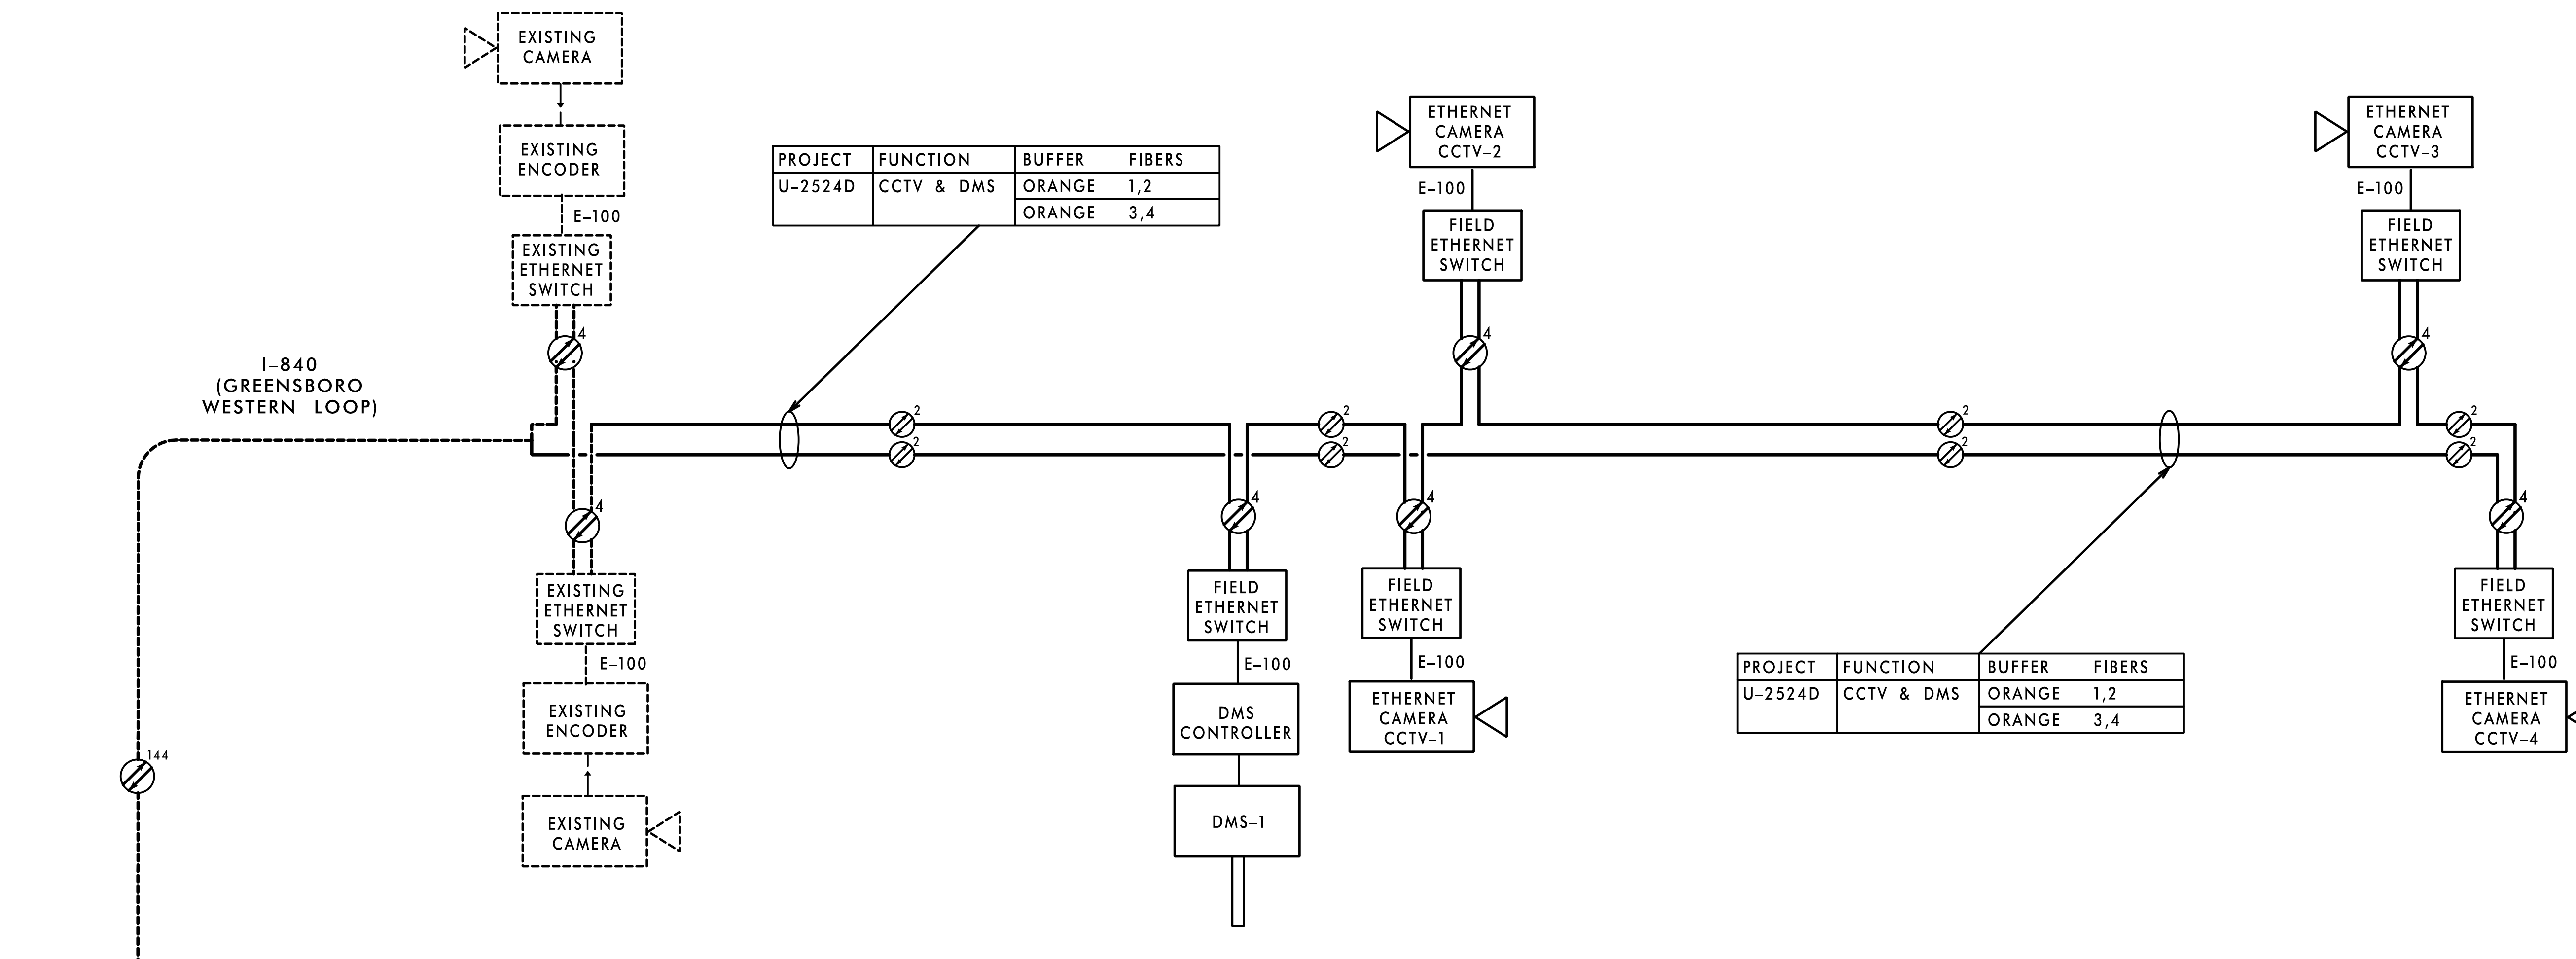 EXISTING
CAMERA
EXISTING
ENCODER
E–100
EXISTING
ETHERNET
SWITCH
4
I–840
(GREENSBORO
WESTERN LOOP)
144
4
EXISTING
ETHERNET
SWITCH
E–100
EXISTING
ENCODER
EXISTING
CAMERA
PROJECT FUNCTION BUFFER FIBERS
U–2524D CCTV & DMS ORANGE 1,2
ORANGE 3,4
2
2
4
FIELD
ETHERNET
SWITCH
E–100
DMS
CONTROLLER
DMS–1
2
2
4
FIELD
ETHERNET
SWITCH
E–100
ETHERNET
CAMERA
CCTV–1
ETHERNET
CAMERA
CCTV–2
E–100
FIELD
ETHERNET
SWITCH
4
2
2
PROJECT FUNCTION BUFFER FIBERS
U–2524D CCTV & DMS ORANGE 1,2
ORANGE 3,4
ETHERNET
CAMERA
CCTV–3
E–100
FIELD
ETHERNET
SWITCH
4
2
2
4
FIELD
ETHERNET
SWITCH
E–100
ETHERNET
CAMERA
CCTV–4